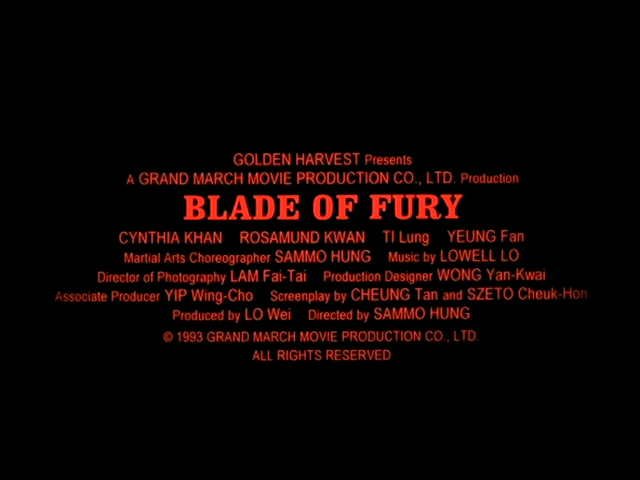 GOLDEN HARVEST Presents
A GRAND MARCH MOVIE PRODUCTION CO., LTD. Production
BLADE OF FURY
CYNTHIA KHAN ROSAMUND KWAN TI Lung YEUNG Fan
Martial Arts Choreographer SAMMO HUNG Music by LOWELL LO
Director of Photography LAM Fai-Tai Production Designer WONG Yan-Kwai
Associate Producer YIP Wing-Cho Screenplay by CHEUNG Tan and SZETO Cheuk-Hon
Produced by LO Wei Directed by SAMMO HUNG
© 1993 GRAND MARCH MOVIE PRODUCTION CO., LTD.
ALL RIGHTS RESERVED